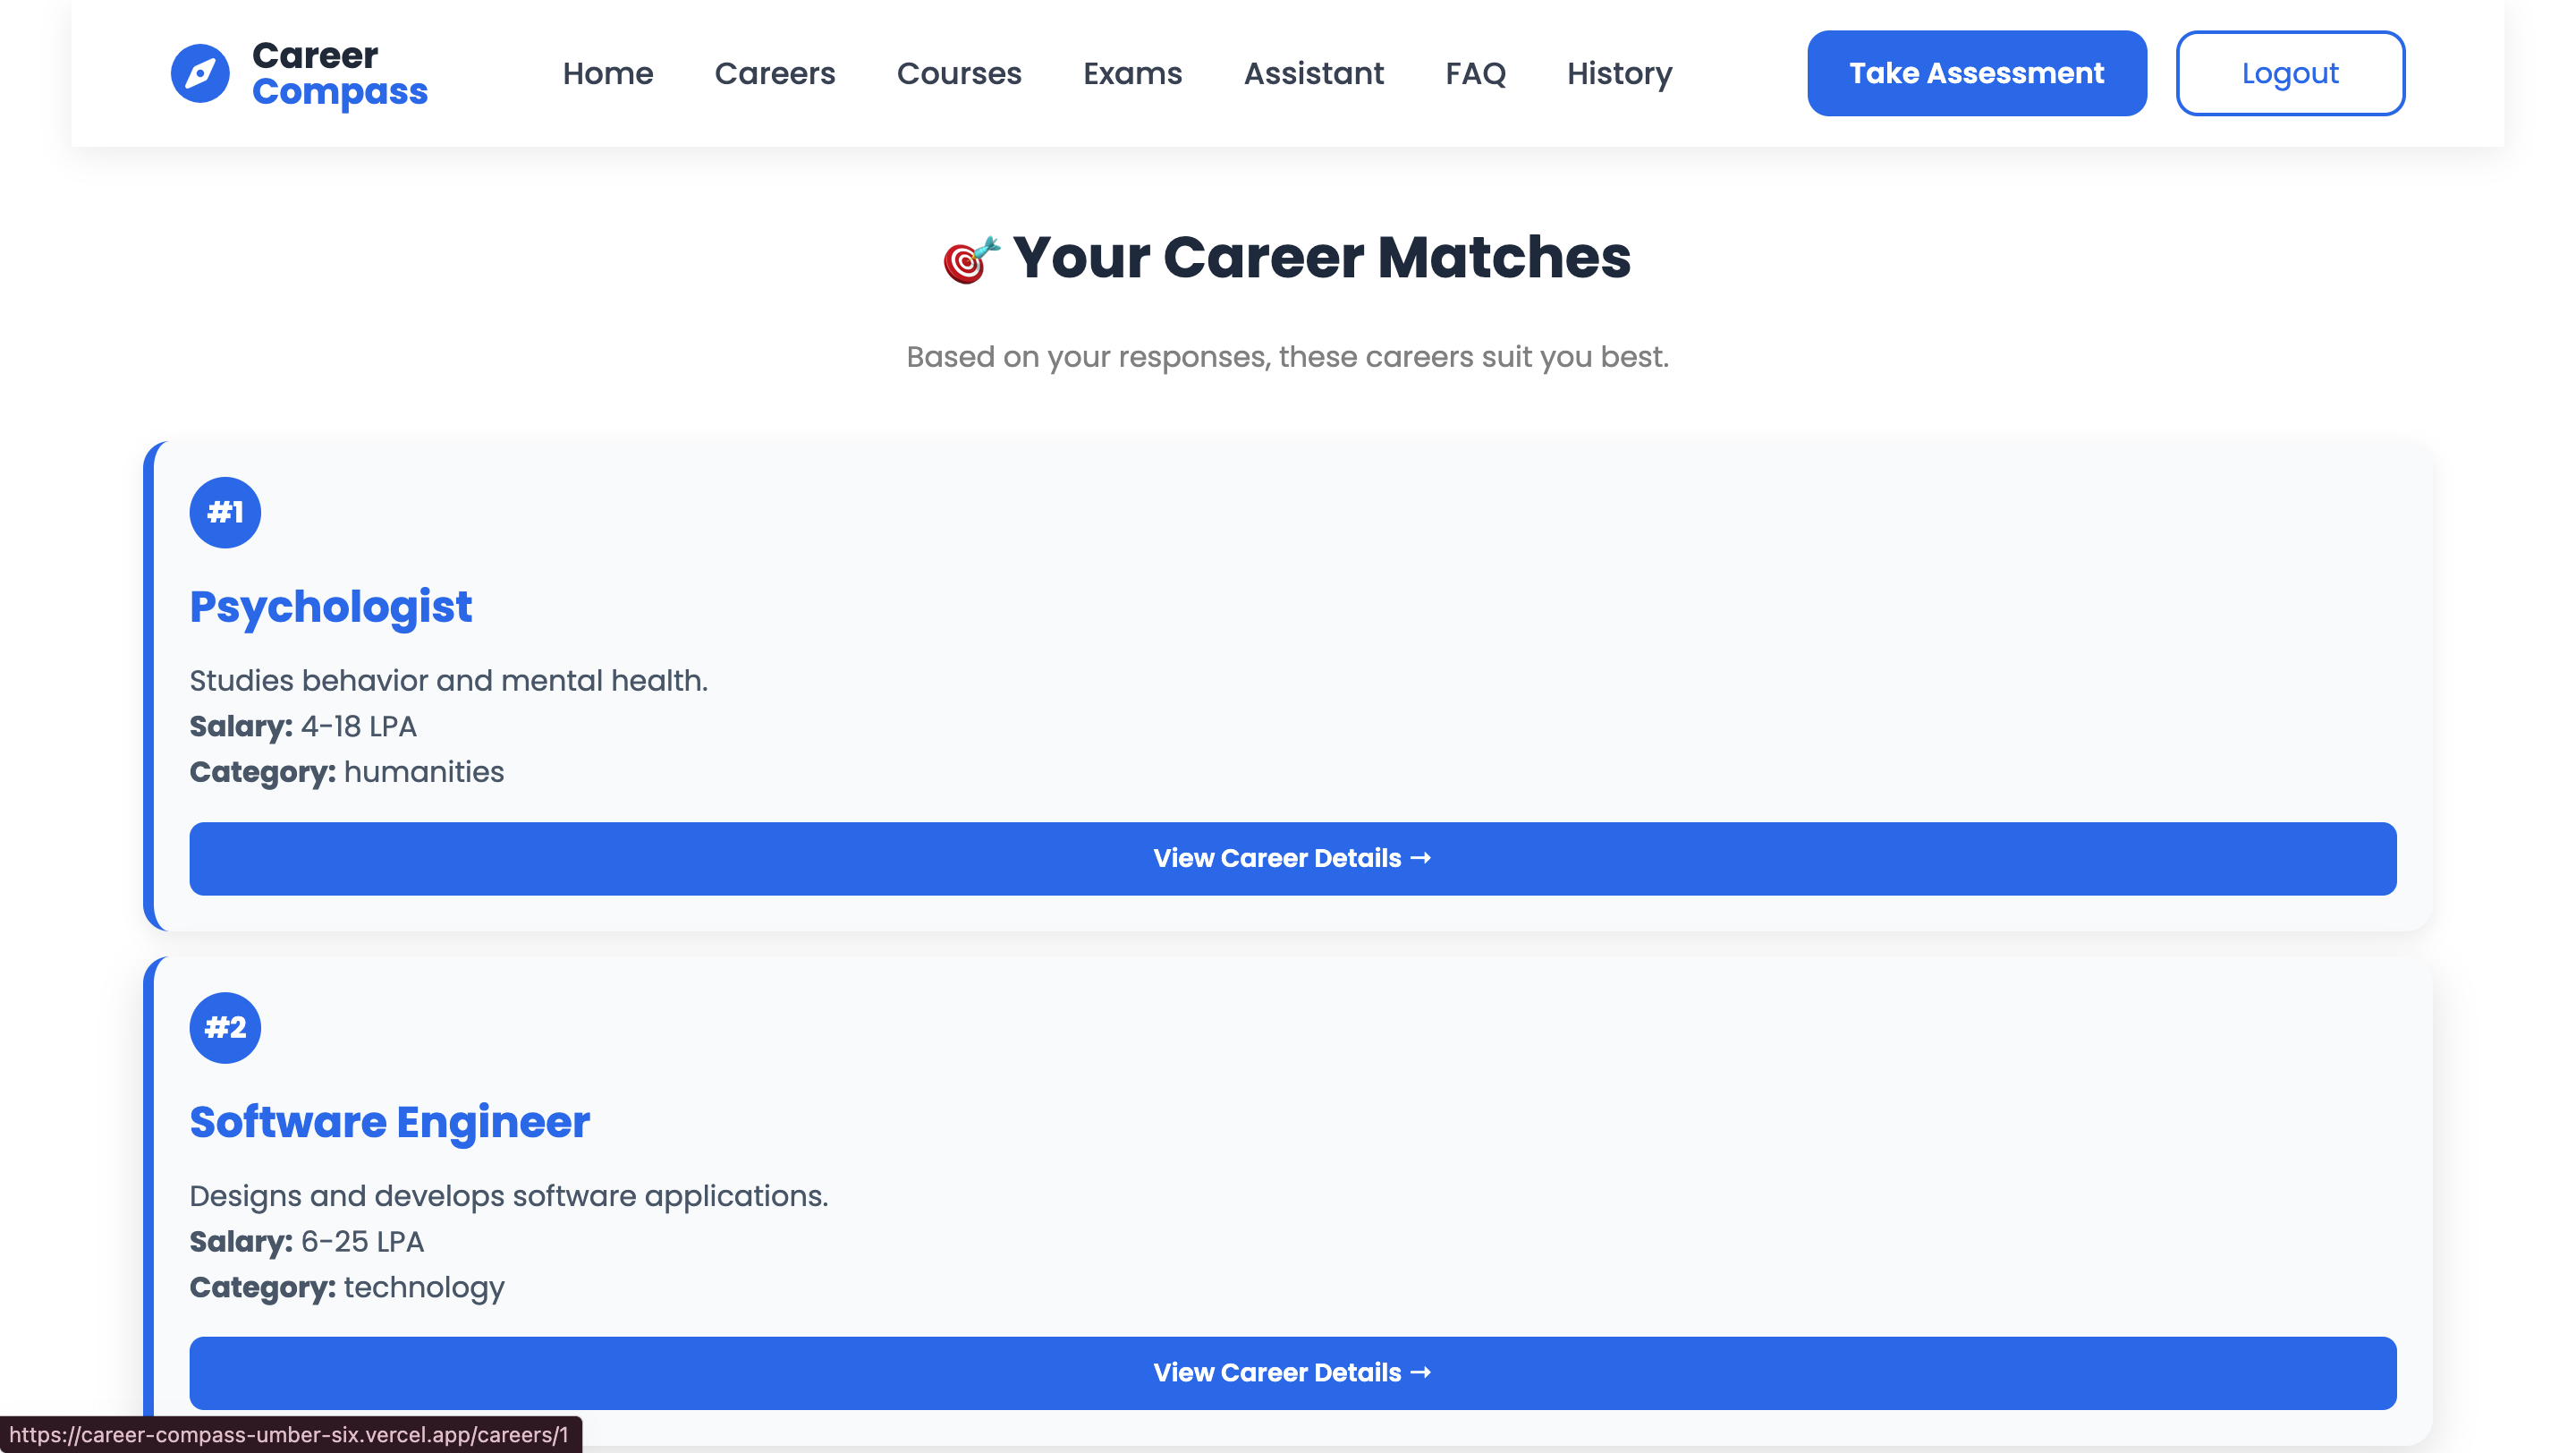 Career
Compass
Home
Careers
Courses
Exams
Assistant
FAQ
History
Take Assessment
Logout
🎯 Your Career Matches
Based on your responses, these careers suit you best.
#1
Psychologist
Studies behavior and mental health.
Salary: 4-18 LPA
Category: humanities
View Career Details →
#2
Software Engineer
Designs and develops software applications.
Salary: 6-25 LPA
Category: technology
View Career Details →
https://career-compass-umber-six.vercel.app/careers/1